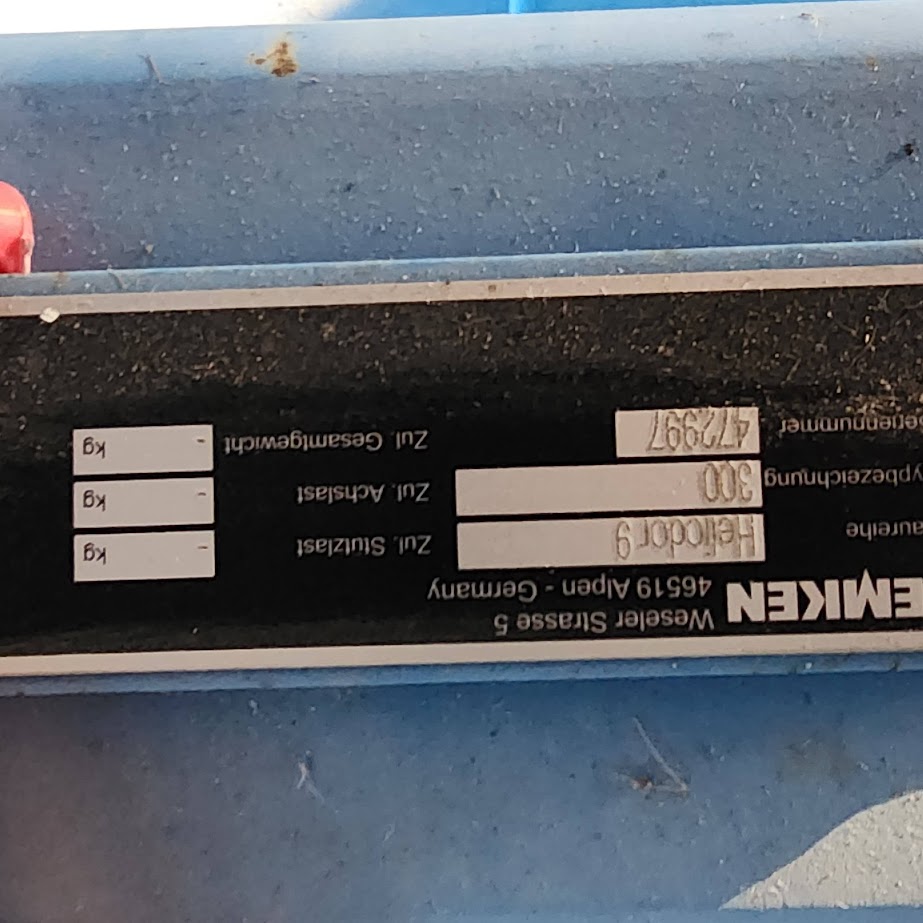 EMKEN Weseler Strasse 5
46519 Alpen - Germany
aureihe Heliodor 9 Zul. Stützlast - kg
ypbezeichnung 300 Zul. Achslast - kg
eriennummer 472997 Zul. Gesamtgewicht - kg